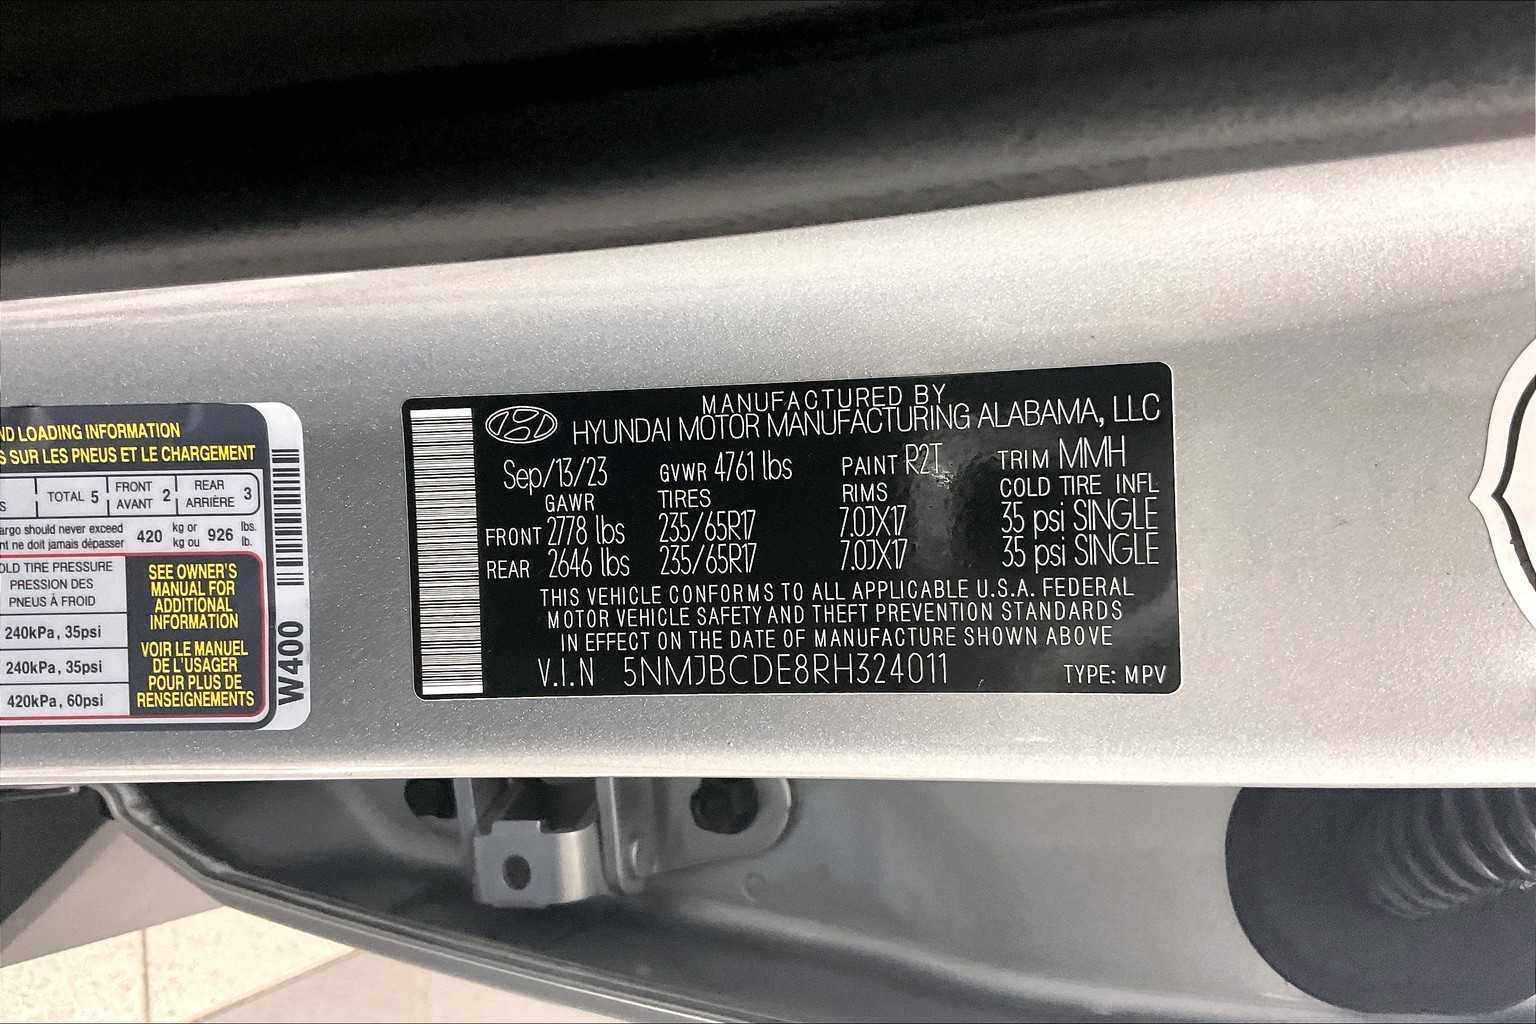 ND LOADING INFORMATION
S SUR LES PNEUS ET LE CHARGEMENT
S TOTAL 5 FRONT AVANT 2 REAR ARRIÈRE 3
argo should never exceed
nt ne doit jamais dépasser 420 kg or kg ou 926 lbs. lb.
OLD TIRE PRESSURE
PRESSION DES
PNEUS À FROID
240kPa, 35psi
240kPa, 35psi
420kPa, 60psi
SEE OWNER'S
MANUAL FOR
ADDITIONAL
INFORMATION
VOIR LE MANUEL
DE L'USAGER
POUR PLUS DE
RENSEIGNEMENTS
W400
MANUFACTURED BY
HYUNDAI MOTOR MANUFACTURING ALABAMA, LLC
Sep/13/23 GVWR 4761 lbs PAINT R2T TRIM MMH
GAWR TIRES RIMS COLD TIRE INFL
FRONT 2778 lbs 235/65R17 7.0JX17 35 psi SINGLE
REAR 2646 lbs 235/65R17 7.0JX17 35 psi SINGLE
THIS VEHICLE CONFORMS TO ALL APPLICABLE U.S.A. FEDERAL
MOTOR VEHICLE SAFETY AND THEFT PREVENTION STANDARDS
IN EFFECT ON THE DATE OF MANUFACTURE SHOWN ABOVE
V.I.N 5NMJBCDE8RH324011 TYPE: MPV